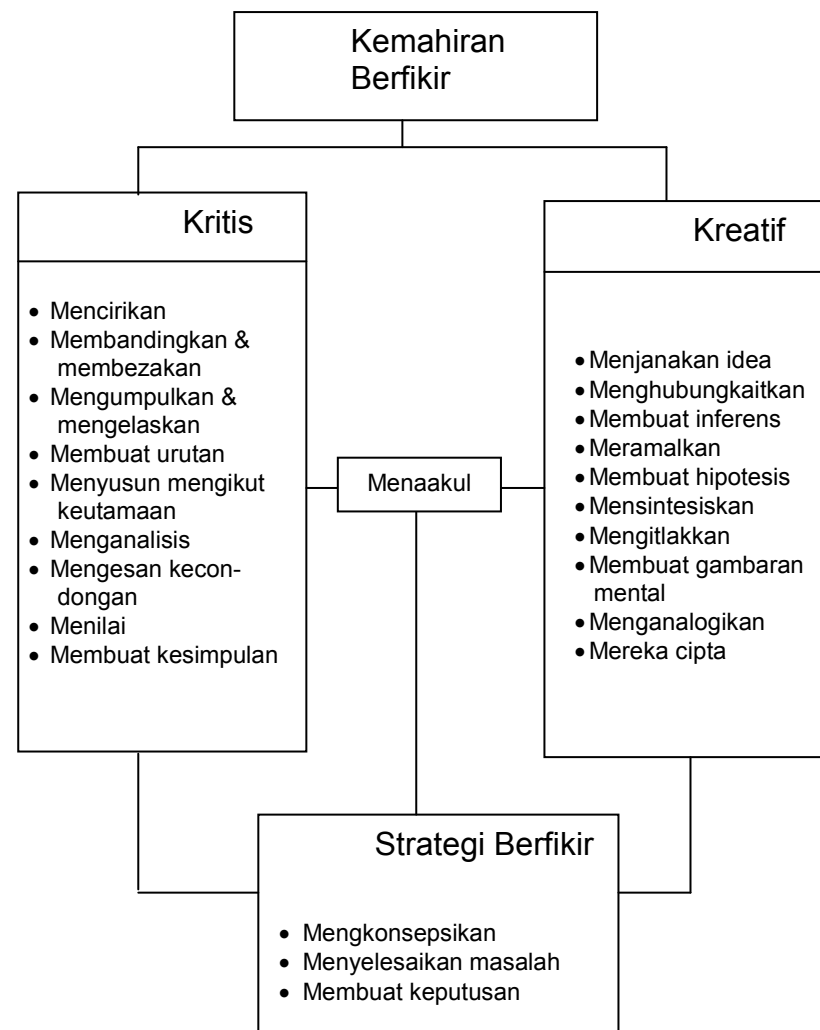 Kemahiran
Berfikir
Kritis
• Mencirikan
• Membandingkan &
membezakan
• Mengumpulkan &
mengelaskan
• Membuat urutan
• Menyusun mengikut
keutamaan
• Menganalisis
• Mengesan kecon-
dongan
• Menilai
• Membuat kesimpulan
Menaakul
Kreatif
• Menjanakan idea
• Menghubungkaitkan
• Membuat inferens
• Meramalkan
• Membuat hipotesis
• Mensintesiskan
• Mengitlakkan
• Membuat gambaran
mental
• Menganalogikan
• Mereka cipta
Strategi Berfikir
• Mengkonsepsikan
• Menyelesaikan masalah
• Membuat keputusan